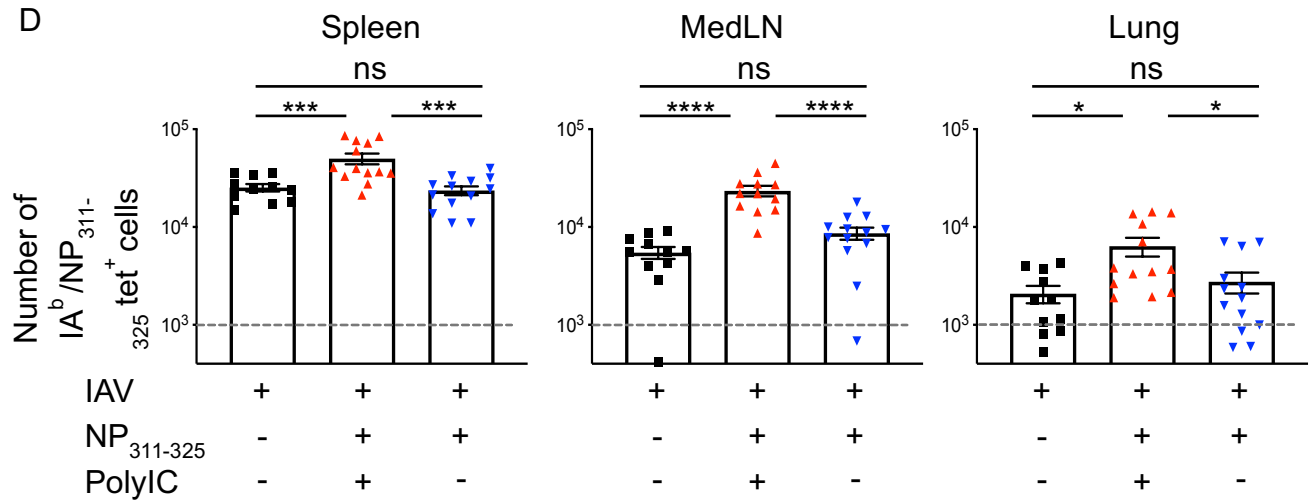 D
Spleen MedLN Lung
ns ns ns
*** *** **** **** * *
Number of
IAᵇ/NP₃₁₁₋
₃₂₅ tet⁺ cells
10⁵ 10⁵ 10⁵
10⁴ 10⁴ 10⁴
10³ 10³ 10³
IAV + + + + + + + + +
NP₃₁₁₋₃₂₅ - + + - + + - + +
PolyIC - + - - + - - + -